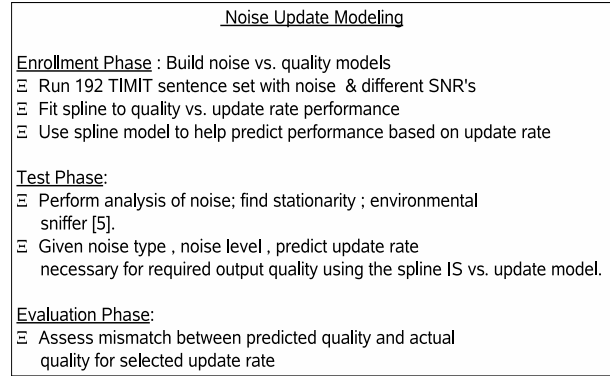 Noise Update Modeling
Enrollment Phase : Build noise vs. quality models
Ξ Run 192 TIMIT sentence set with noise & different SNR's
Ξ Fit spline to quality vs. update rate performance
Ξ Use spline model to help predict performance based on update rate
Test Phase:
Ξ Perform analysis of noise; find stationarity ; environmental
sniffer [5].
Ξ Given noise type , noise level , predict update rate
necessary for required output quality using the spline IS vs. update model.
Evaluation Phase:
Ξ Assess mismatch between predicted quality and actual
quality for selected update rate